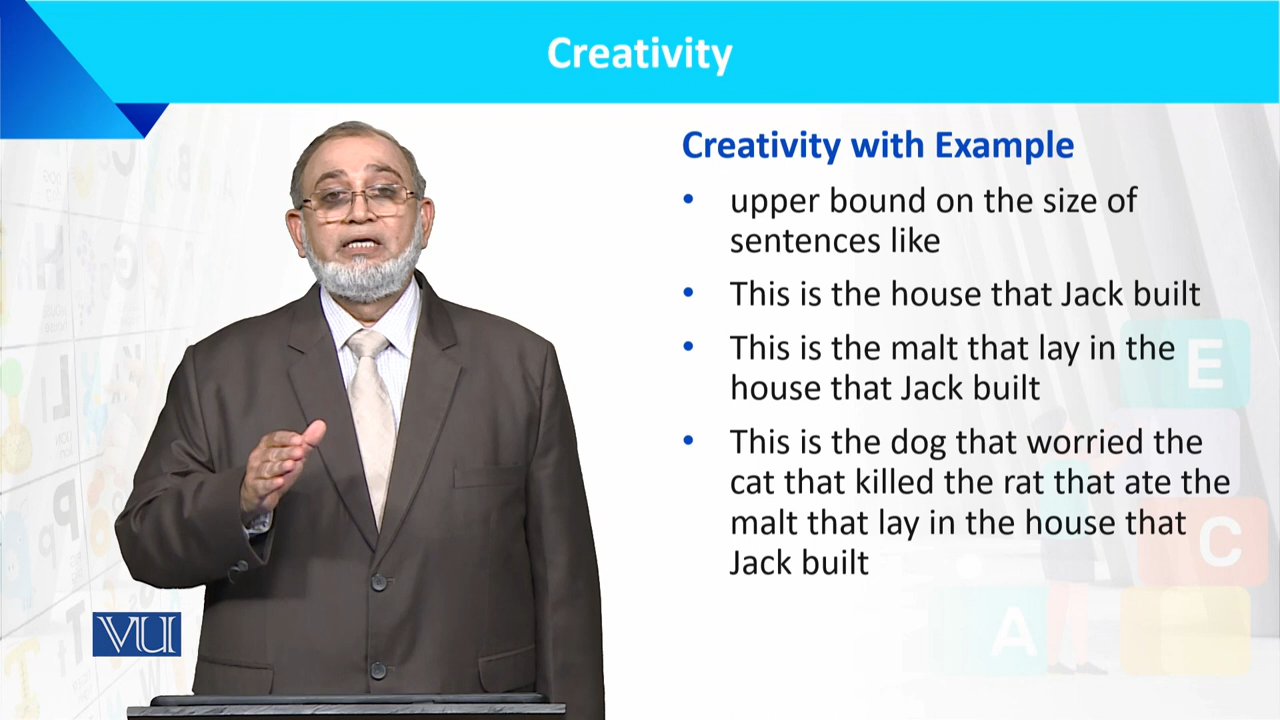 Creativity
Creativity with Example
• upper bound on the size of
sentences like
• This is the house that Jack built
• This is the malt that lay in the
house that Jack built
• This is the dog that worried the
cat that killed the rat that ate the
malt that lay in the house that
Jack built
VU
E
C
A